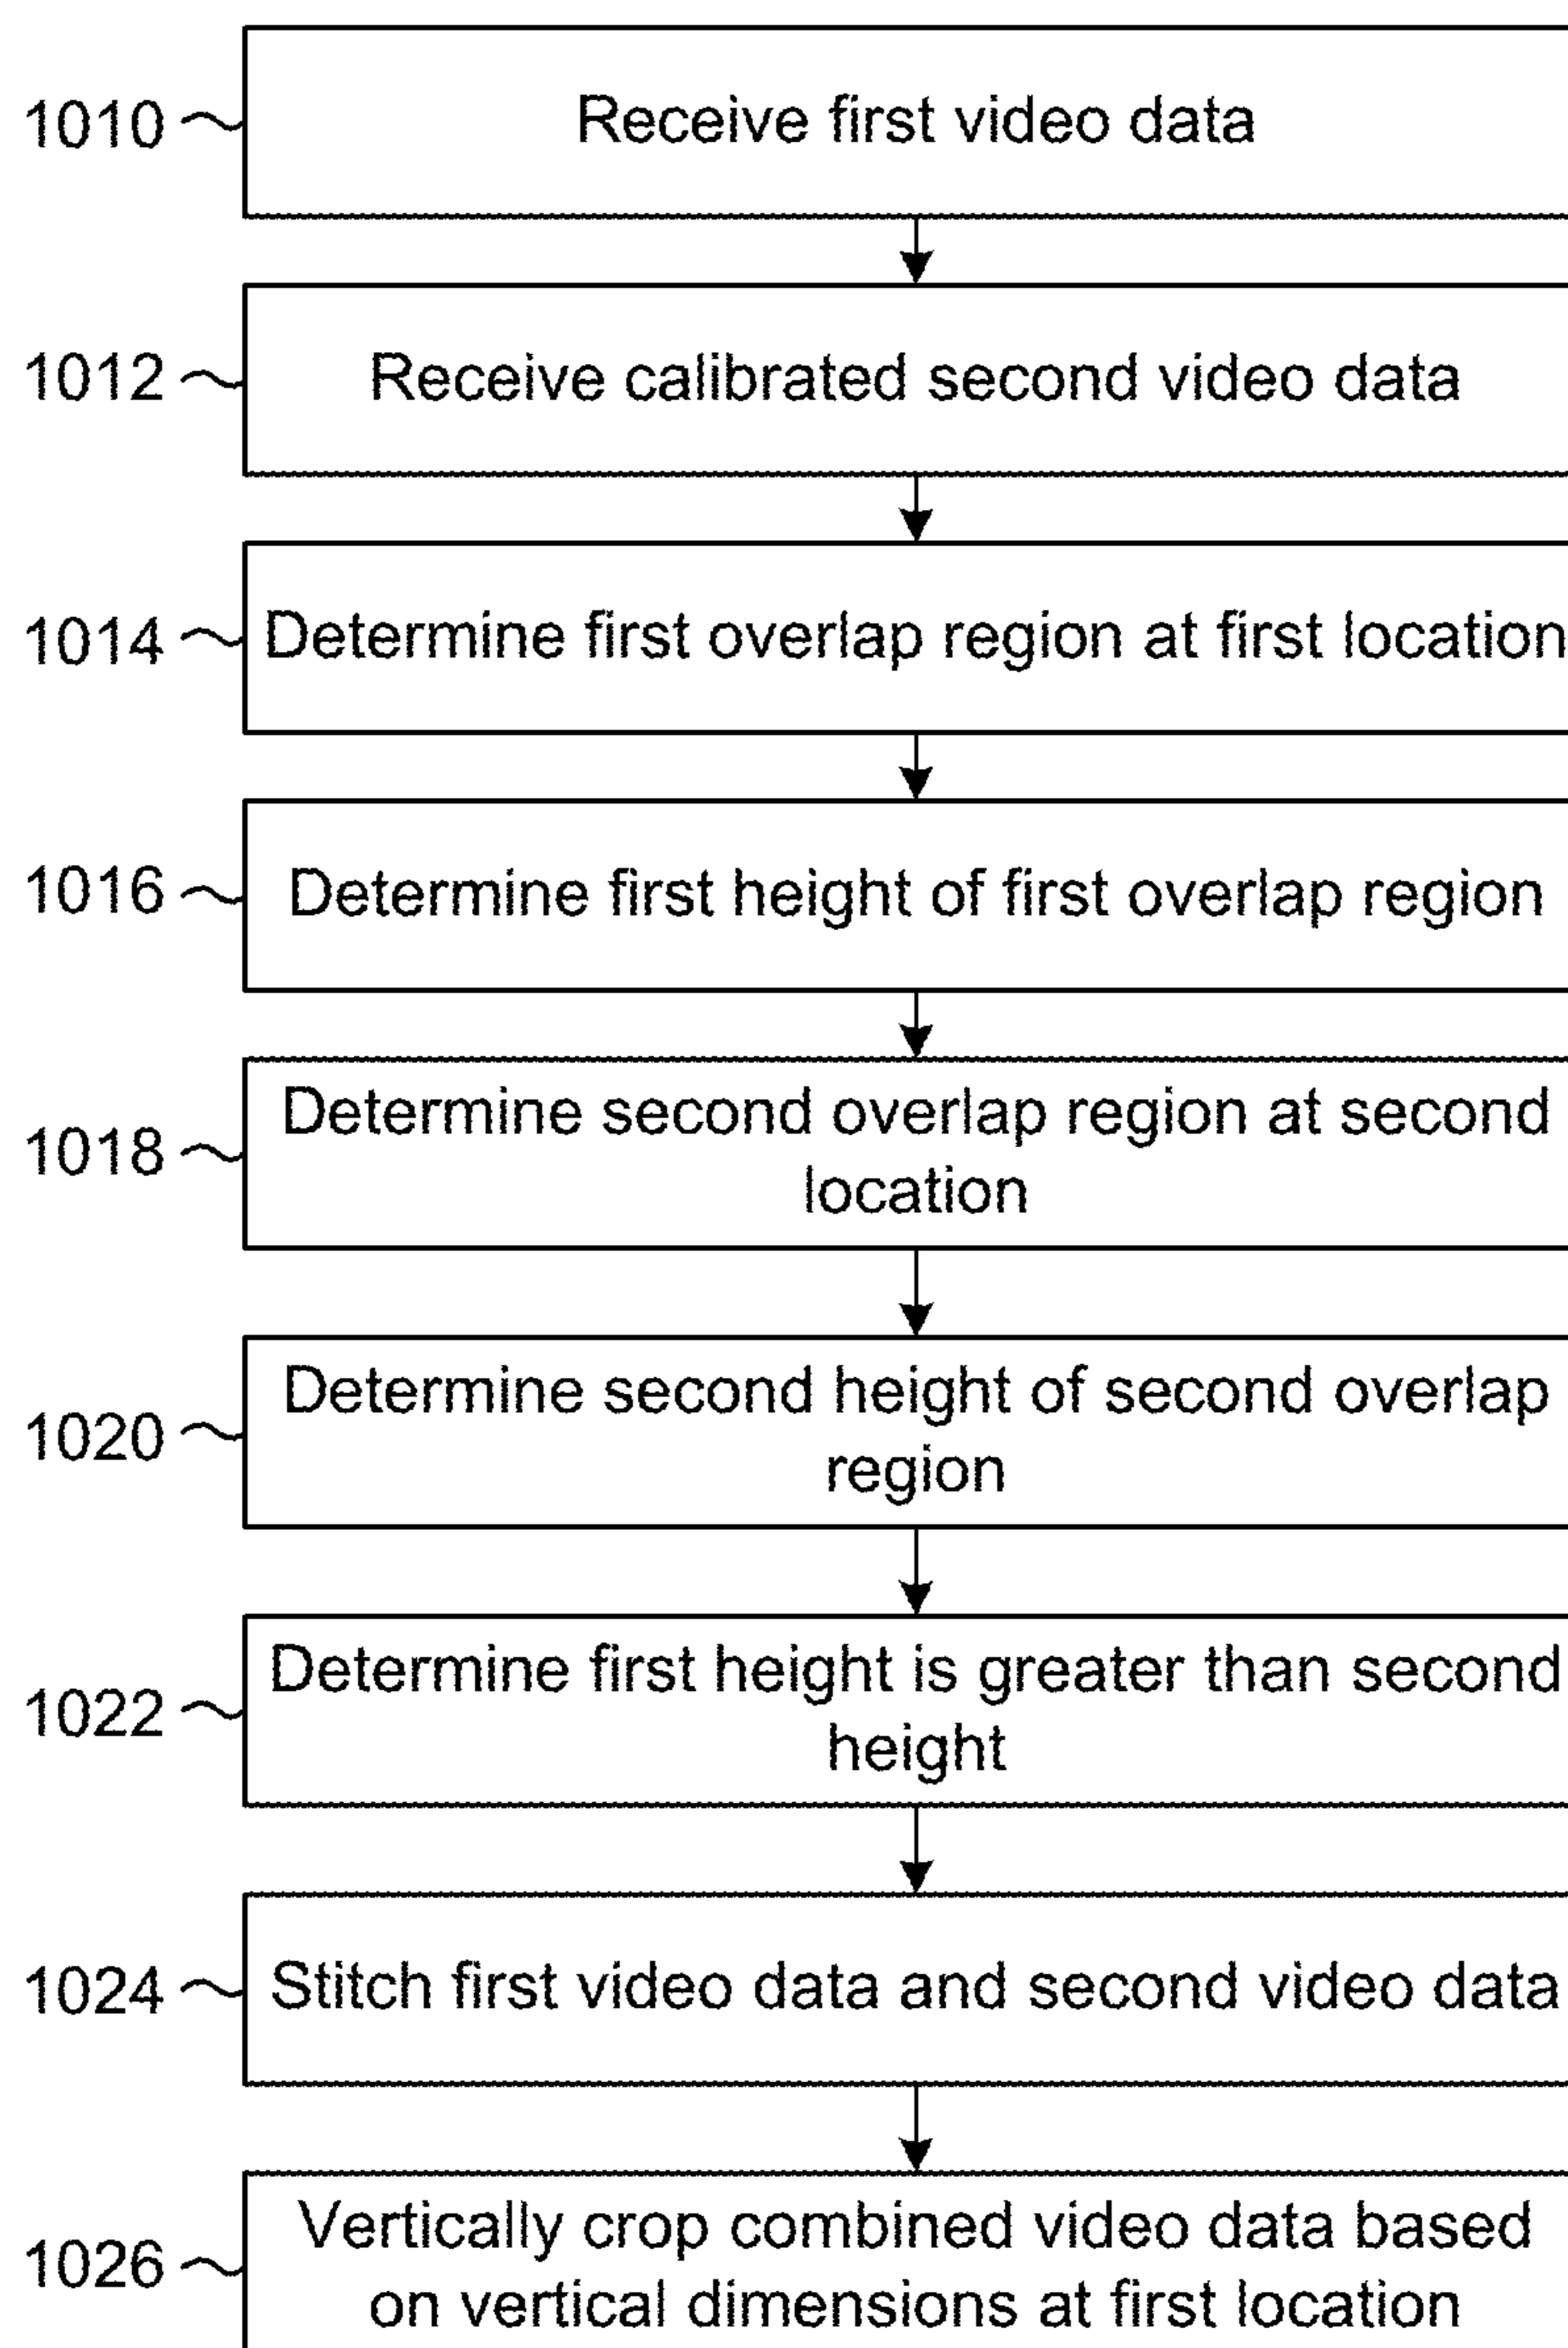 1010 Receive first video data
1012 Receive calibrated second video data
1014 Determine first overlap region at first location
1016 Determine first height of first overlap region
1018 Determine second overlap region at second
location
1020 Determine second height of second overlap
region
1022 Determine first height is greater than second
height
1024 Stitch first video data and second video data
1026 Vertically crop combined video data based
on vertical dimensions at first location